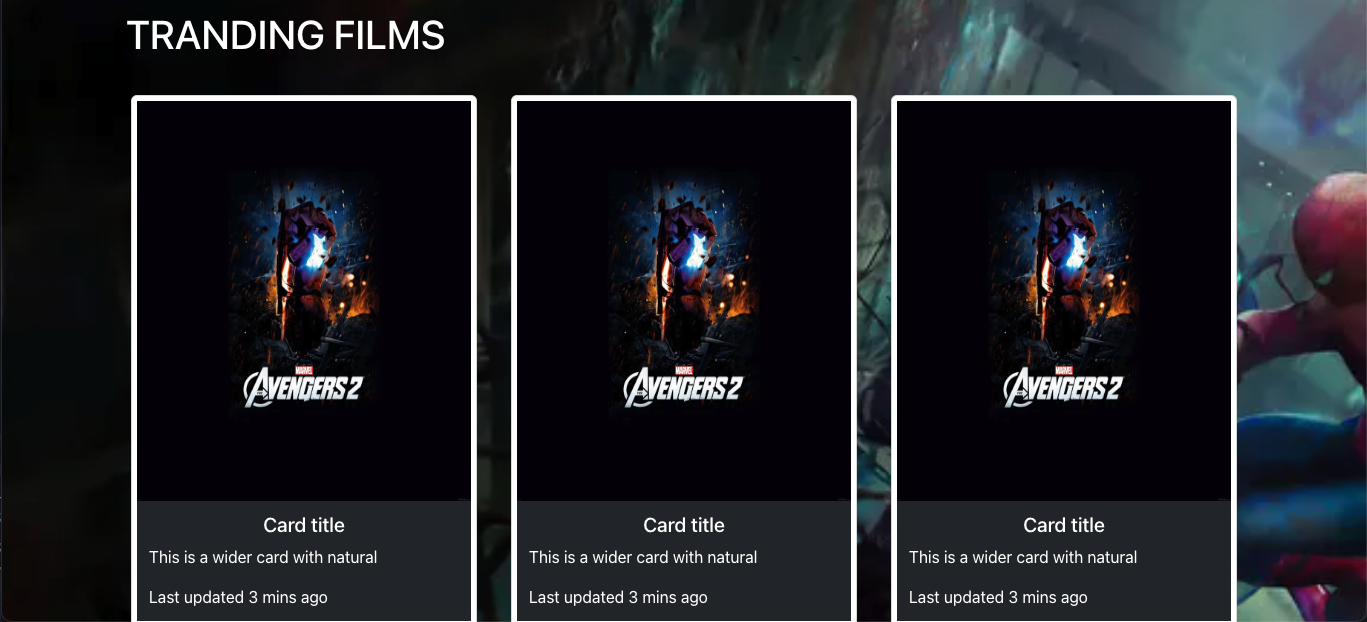 TRANDING FILMS
MARVEL
AVENGERS 2
MARVEL
AVENGERS 2
MARVEL
AVENGERS 2
Card title
This is a wider card with natural
Last updated 3 mins ago
Card title
This is a wider card with natural
Last updated 3 mins ago
Card title
This is a wider card with natural
Last updated 3 mins ago